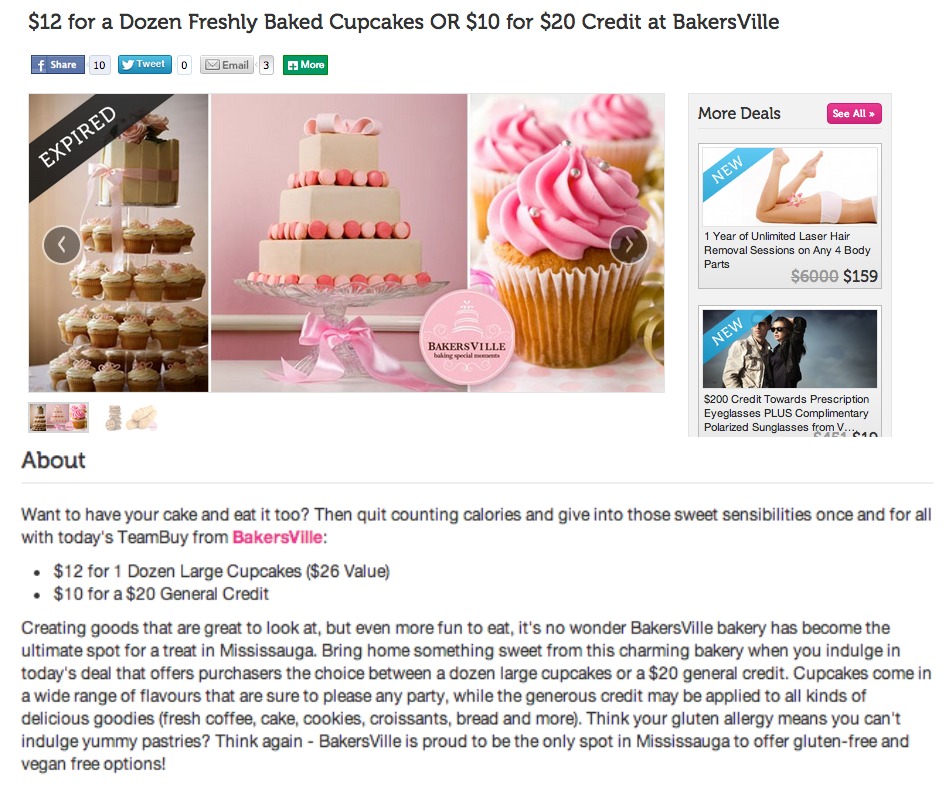 $12 for a Dozen Freshly Baked Cupcakes OR $10 for $20 Credit at BakersVille
f Share 10 Tweet 0 Email 3 More
EXPIRED
BAKERSVILLE
baking special moments
More Deals
See All »
NEW
1 Year of Unlimited Laser Hair
Removal Sessions on Any 4 Body
Parts
$6000 $159
NEW
$200 Credit Towards Prescription
Eyeglasses PLUS Complimentary
Polarized Sunglasses from V...
$451 $19
About
Want to have your cake and eat it too? Then quit counting calories and give into those sweet sensibilities once and for all
with today's TeamBuy from BakersVille:
• $12 for 1 Dozen Large Cupcakes ($26 Value)
• $10 for a $20 General Credit
Creating goods that are great to look at, but even more fun to eat, it's no wonder BakersVille bakery has become the
ultimate spot for a treat in Mississauga. Bring home something sweet from this charming bakery when you indulge in
today's deal that offers purchasers the choice between a dozen large cupcakes or a $20 general credit. Cupcakes come in
a wide range of flavours that are sure to please any party, while the generous credit may be applied to all kinds of
delicious goodies (fresh coffee, cake, cookies, croissants, bread and more). Think your gluten allergy means you can't
indulge yummy pastries? Think again - BakersVille is proud to be the only spot in Mississauga to offer gluten-free and
vegan free options!